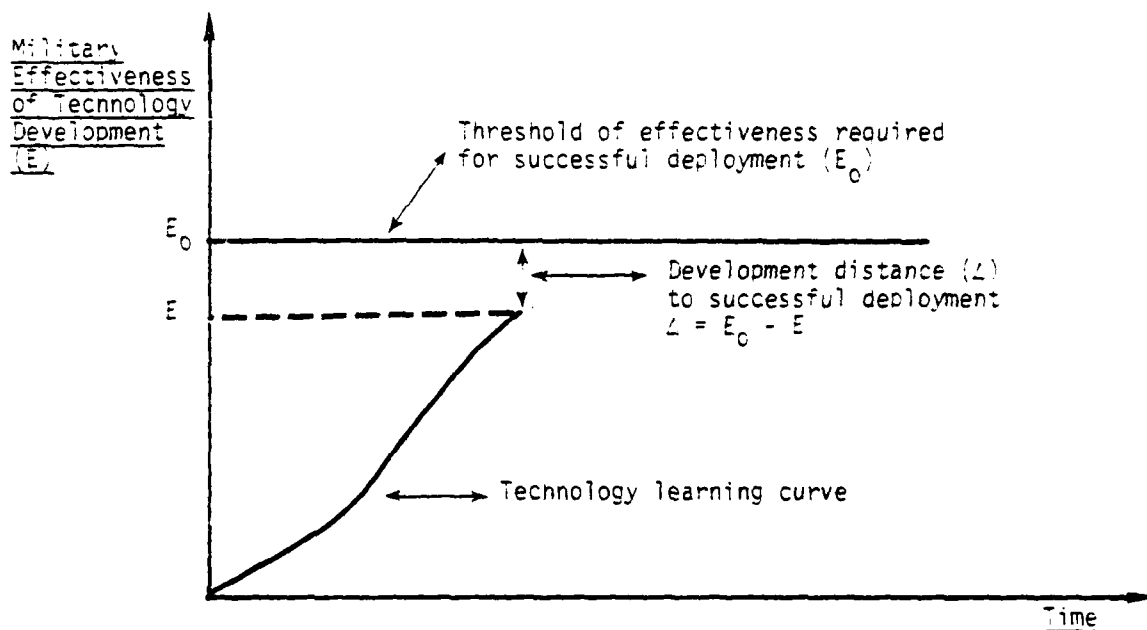 Military
Effectiveness
of Technology
Development
(E)
Threshold of effectiveness required
for successful deployment (E₀)
E₀
Development distance (∠)
to successful deployment
∠ = E₀ - E
E
Technology learning curve
Time